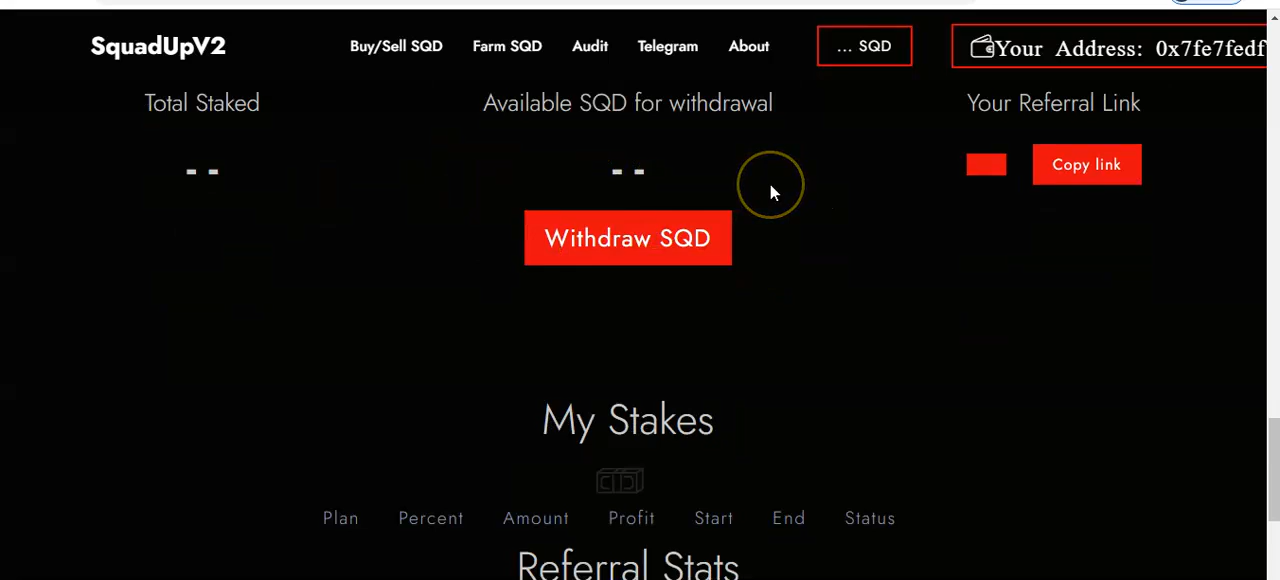 SquadUpV2 Buy/Sell SQD Farm SQD Audit Telegram About ... SQD Your Address: 0x7fe7fedf
Total Staked Available SQD for withdrawal Your Referral Link
-- -- Copy link
Withdraw SQD
My Stakes
Plan Percent Amount Profit Start End Status
Referral Stats